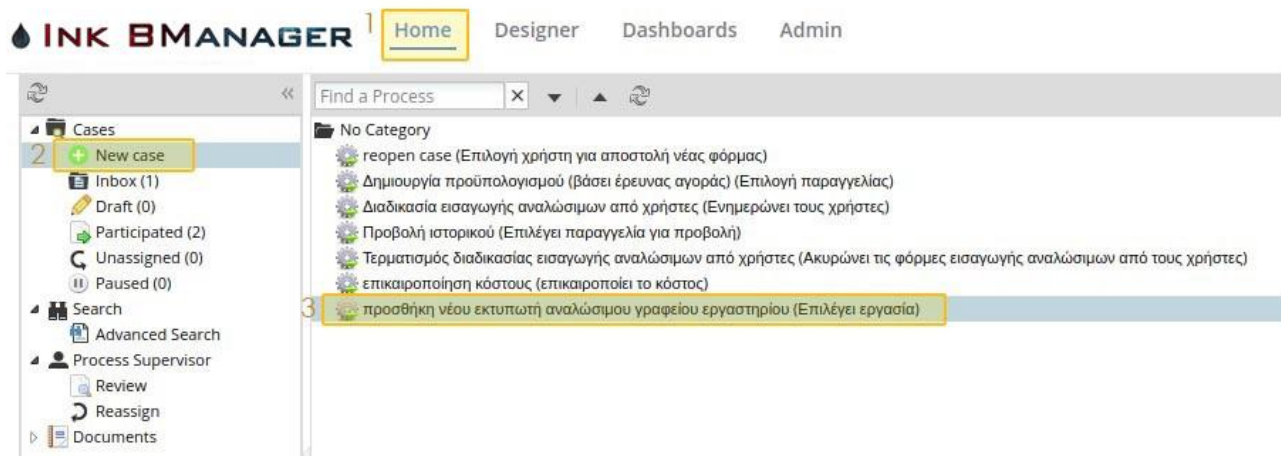 INK BMANAGER 1 Home Designer Dashboards Admin
Find a Process
Cases
2 New case
Inbox (1)
Draft (0)
Participated (2)
Unassigned (0)
Paused (0)
Search
Advanced Search
Process Supervisor
Review
Reassign
Documents
No Category
reopen case (Επιλογή χρήστη για αποστολή νέας φόρμας)
Δημιουργία προϋπολογισμού (βάσει έρευνας αγοράς) (Επιλογή παραγγελίας)
Διαδικασία εισαγωγής αναλώσιμων από χρήστες (Ενημερώνει τους χρήστες)
Προβολή ιστορικού (Επιλέγει παραγγελία για προβολή)
Τερματισμός διαδικασίας εισαγωγής αναλώσιμων από χρήστες (Ακυρώνει τις φόρμες εισαγωγής αναλώσιμων από τους χρήστες)
επικαιροποίηση κόστους (επικαιροποιεί το κόστος)
3 προσθήκη νέου εκτυπωτή αναλώσιμου γραφείου εργαστηρίου (Επιλέγει εργασία)